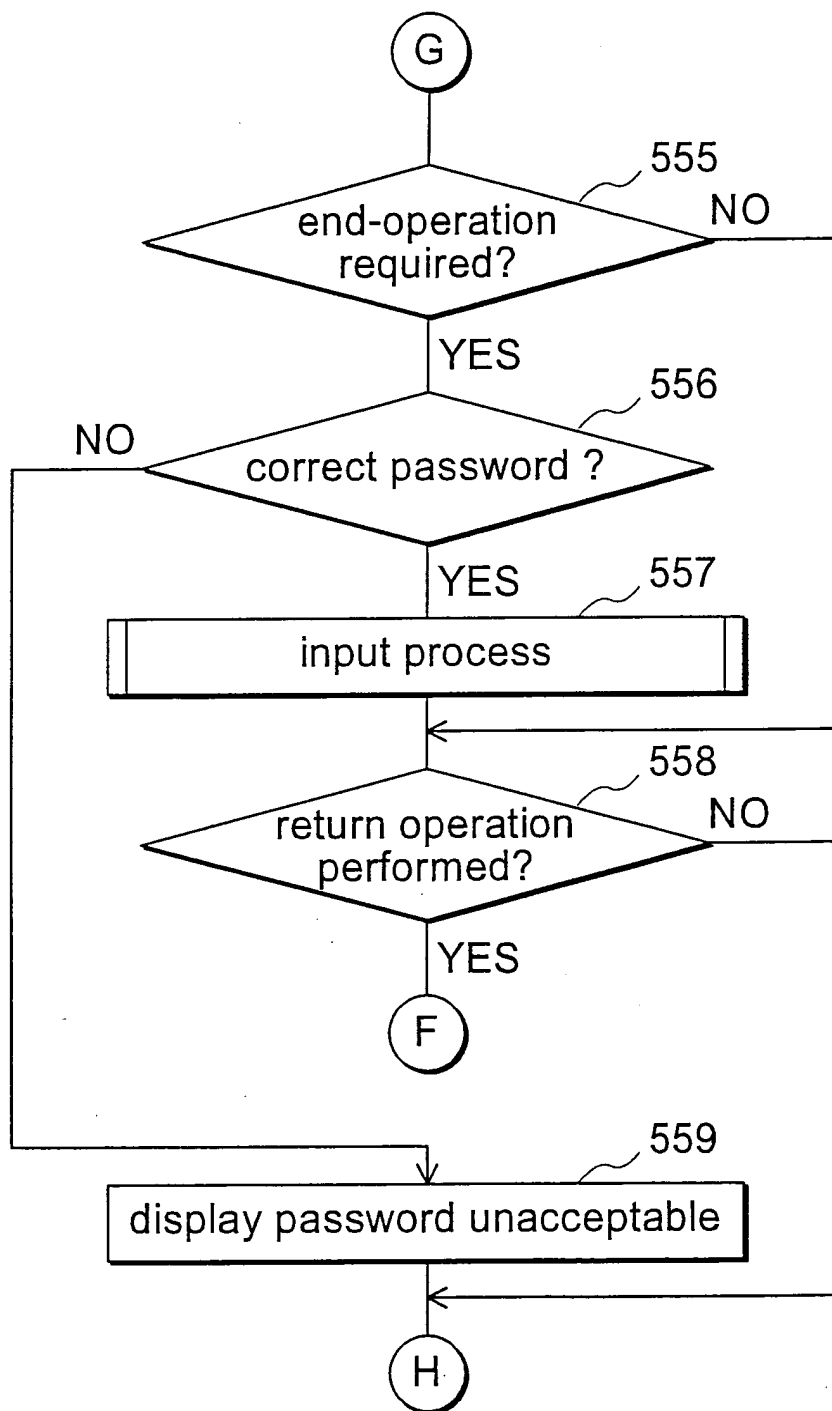 G
555
end-operation
required?
NO
YES
556
NO
correct password ?
YES
557
input process
558
return operation
performed?
NO
YES
F
559
display password unacceptable
H